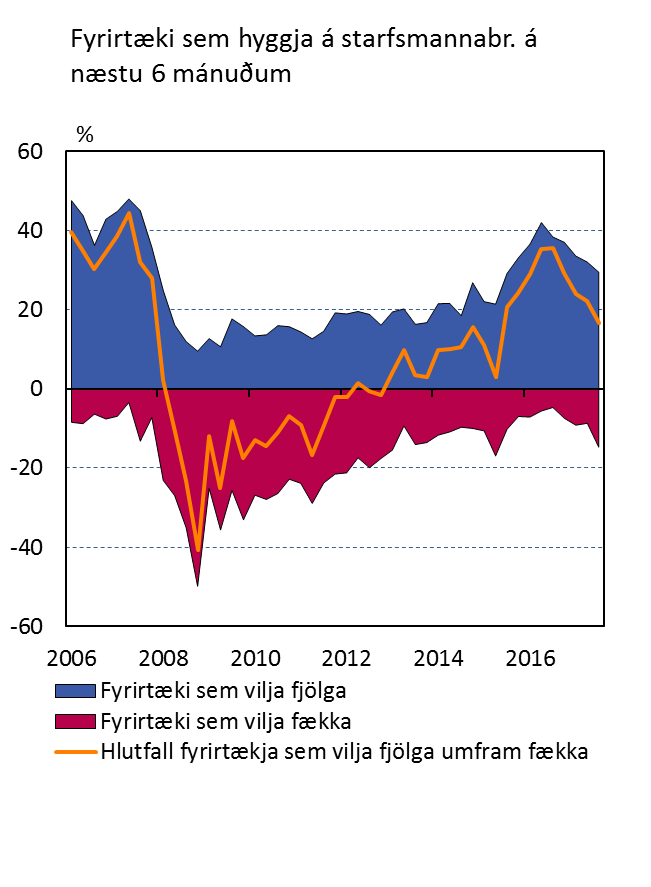 Fyrirtæki sem hyggja á starfsmannabr. á
næstu 6 mánuðum
%
60
40
20
0
-20
-40
-60
2006 2008 2010 2012 2014 2016
Fyrirtæki sem vilja fjölga
Fyrirtæki sem vilja fækka
Hlutfall fyrirtækja sem vilja fjölga umfram fækka